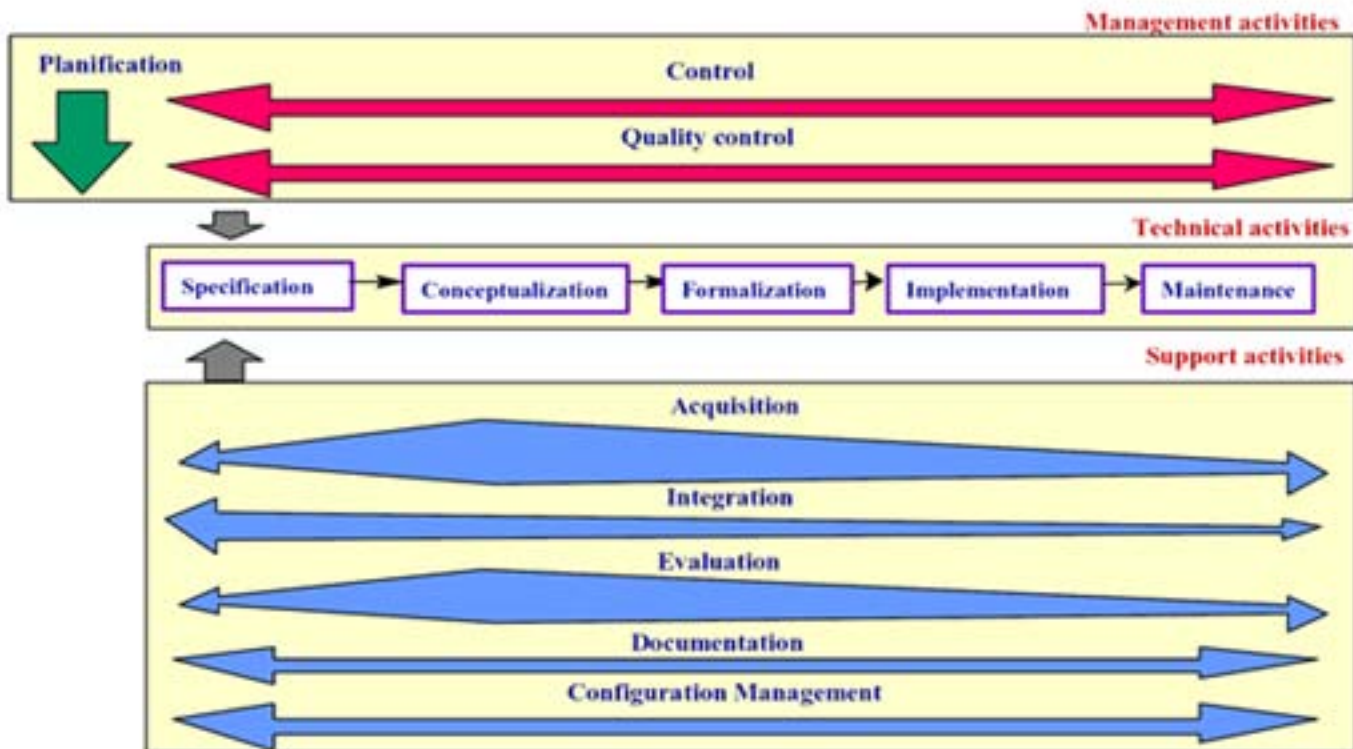 Management activities
Planification
Control
Quality control
Technical activities
Specification
Conceptualization
Formalization
Implementation
Maintenance
Support activities
Acquisition
Integration
Evaluation
Documentation
Configuration Management